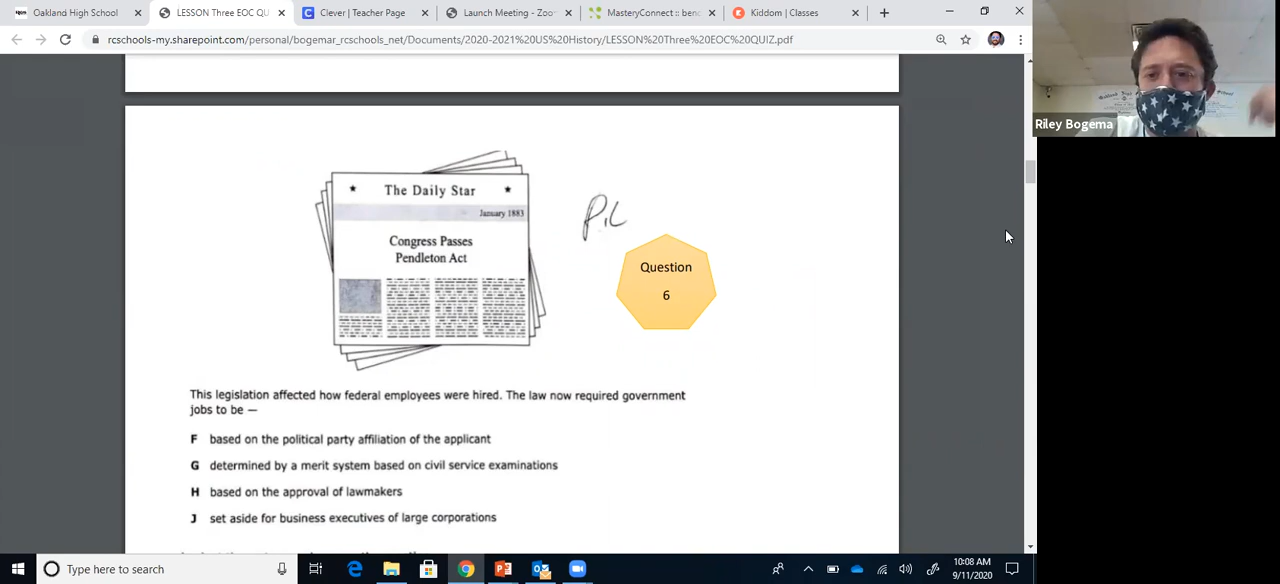 Oakland High School
LESSON Three EOC QU
Clever | Teacher Page
Launch Meeting - Zoo
MasteryConnect :: ben
Kiddom | Classes
rcschools-my.sharepoint.com/personal/bogemar_rcschools_net/Documents/2020-2021%20US%20History/LESSON%20Three%20EOC%20QUIZ.pdf
Riley Bogema
The Daily Star
January 1883
Congress Passes
Pendleton Act
Question
6
This legislation affected how federal employees were hired. The law now required government
jobs to be —
F based on the political party affiliation of the applicant
G determined by a merit system based on civil service examinations
H based on the approval of lawmakers
J set aside for business executives of large corporations
Type here to search
10:08 AM
9/11/2020